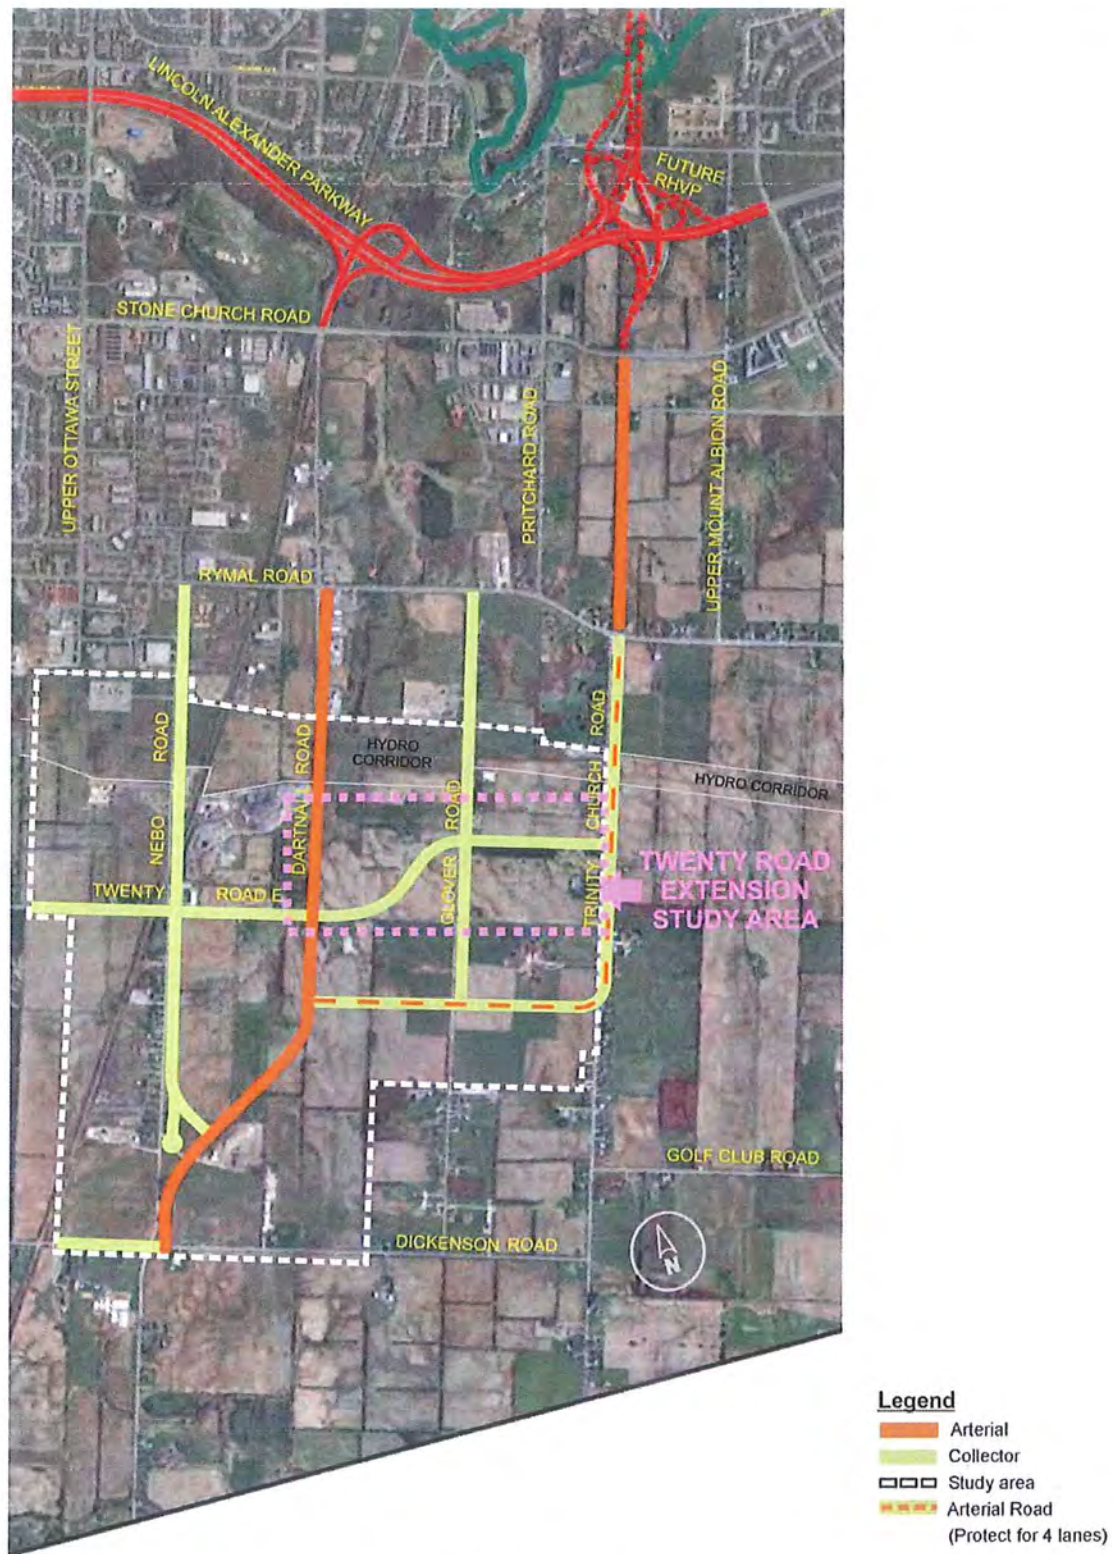 LINCOLN ALEXANDER PARKWAY
FUTURE
RHVP
STONE CHURCH ROAD
UPPER OTTAWA STREET
PRITCHARD ROAD
UPPER MOUNT ALBION ROAD
RYMAL ROAD
NEBO ROAD
DARTNALL ROAD
HYDRO
CORRIDOR
GLOVER ROAD
TRINITY CHURCH ROAD
HYDRO CORRIDOR
TWENTY ROAD E
TWENTY ROAD
EXTENSION
STUDY AREA
GOLF CLUB ROAD
DICKENSON ROAD
N
Legend
Arterial
Collector
Study area
Arterial Road
(Protect for 4 lanes)